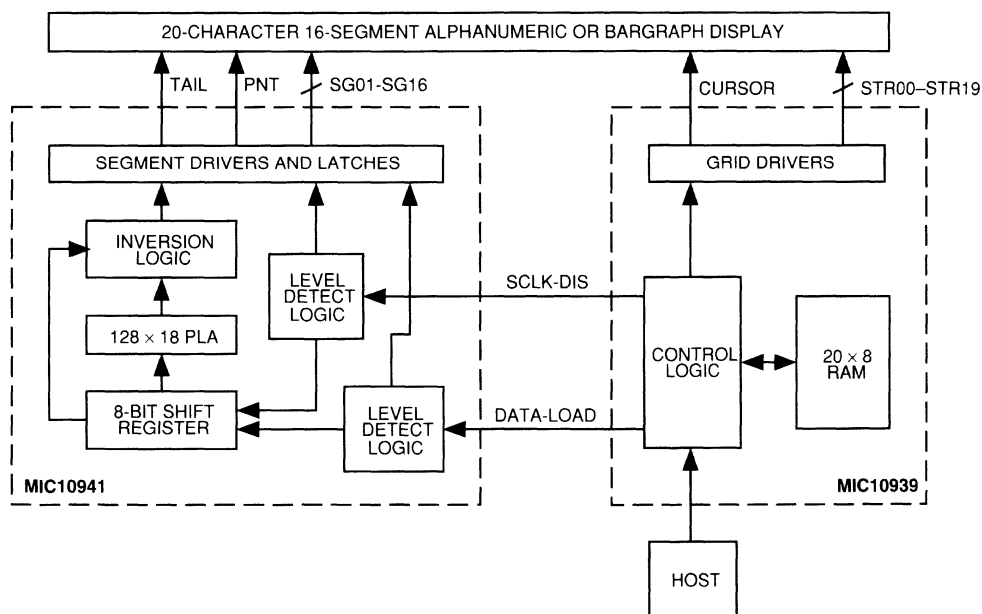 20-CHARACTER 16-SEGMENT ALPHANUMERIC OR BARGRAPH DISPLAY
TAIL
PNT
SG01-SG16
CURSOR
STR00–STR19
SEGMENT DRIVERS AND LATCHES
GRID DRIVERS
INVERSION
LOGIC
LEVEL
DETECT
LOGIC
SCLK-DIS
128 × 18 PLA
CONTROL
LOGIC
20 × 8
RAM
8-BIT SHIFT
REGISTER
LEVEL
DETECT
LOGIC
DATA-LOAD
MIC10941
MIC10939
HOST